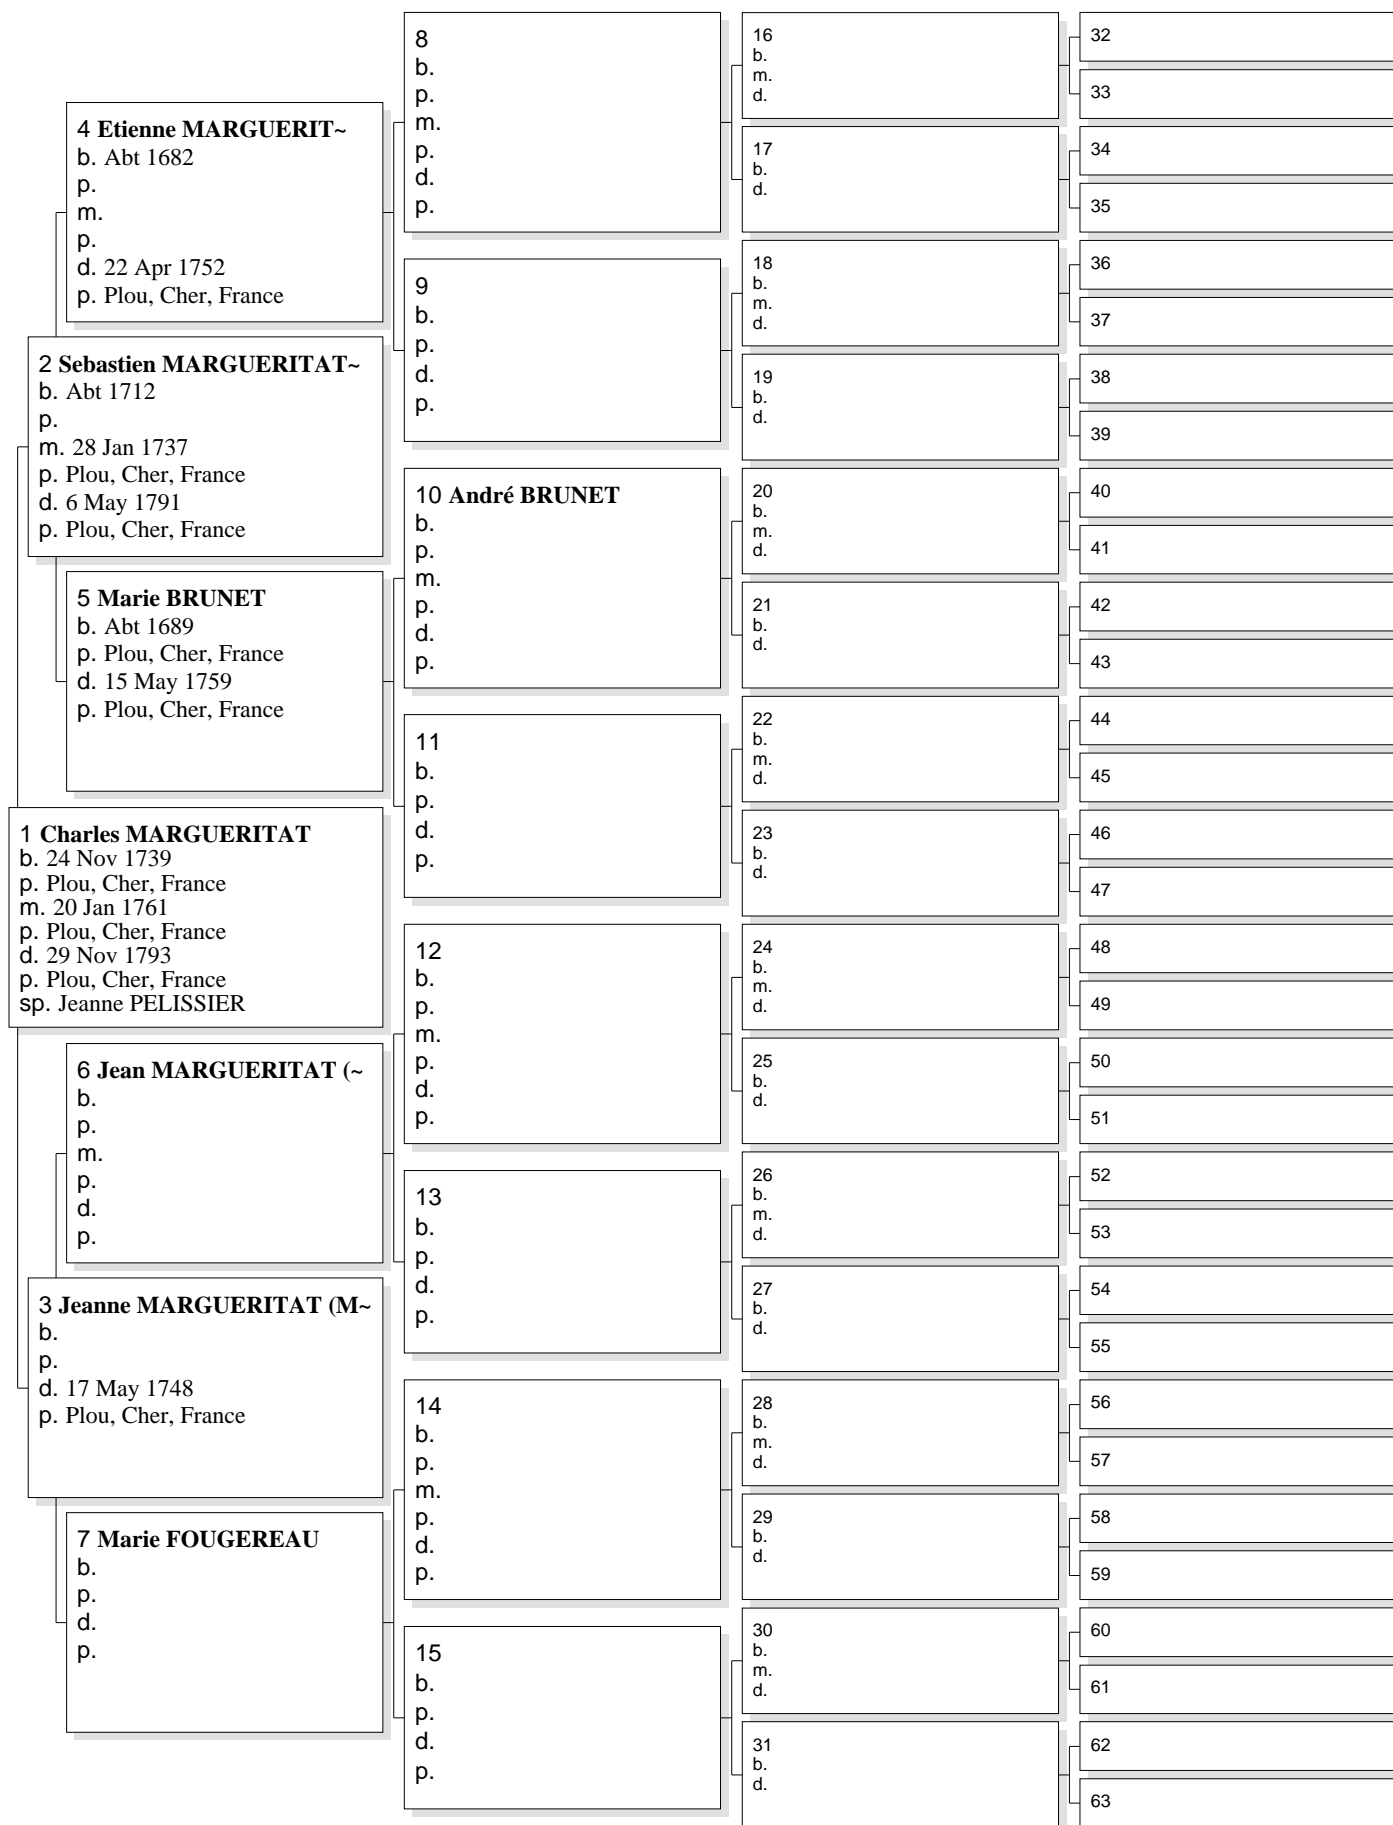 4 Etienne MARGUERIT~
b. Abt 1682
p.
m.
p.
d. 22 Apr 1752
p. Plou, Cher, France
2 Sebastien MARGUERITAT~
b. Abt 1712
p.
m. 28 Jan 1737
p. Plou, Cher, France
d. 6 May 1791
p. Plou, Cher, France
5 Marie BRUNET
b. Abt 1689
p. Plou, Cher, France
d. 15 May 1759
p. Plou, Cher, France
1 Charles MARGUERITAT
b. 24 Nov 1739
p. Plou, Cher, France
m. 20 Jan 1761
p. Plou, Cher, France
d. 29 Nov 1793
p. Plou, Cher, France
sp. Jeanne PELISSIER
6 Jean MARGUERITAT (~
b.
p.
m.
p.
d.
p.
3 Jeanne MARGUERITAT (M~
b.
p.
d. 17 May 1748
p. Plou, Cher, France
7 Marie FOUGEREAU
b.
p.
d.
p.
8
b.
p.
m.
p.
d.
p.
9
b.
p.
d.
p.
10 André BRUNET
b.
p.
m.
p.
d.
p.
11
b.
p.
d.
p.
12
b.
p.
m.
p.
d.
p.
13
b.
p.
d.
p.
14
b.
p.
m.
p.
d.
p.
15
b.
p.
d.
p.
16
b.
m.
d.
17
b.
d.
18
b.
m.
d.
19
b.
d.
20
b.
m.
d.
21
b.
d.
22
b.
m.
d.
23
b.
d.
24
b.
m.
d.
25
b.
d.
26
b.
m.
d.
27
b.
d.
28
b.
m.
d.
29
b.
d.
30
b.
m.
d.
31
b.
d.
32
33
34
35
36
37
38
39
40
41
42
43
44
45
46
47
48
49
50
51
52
53
54
55
56
57
58
59
60
61
62
63